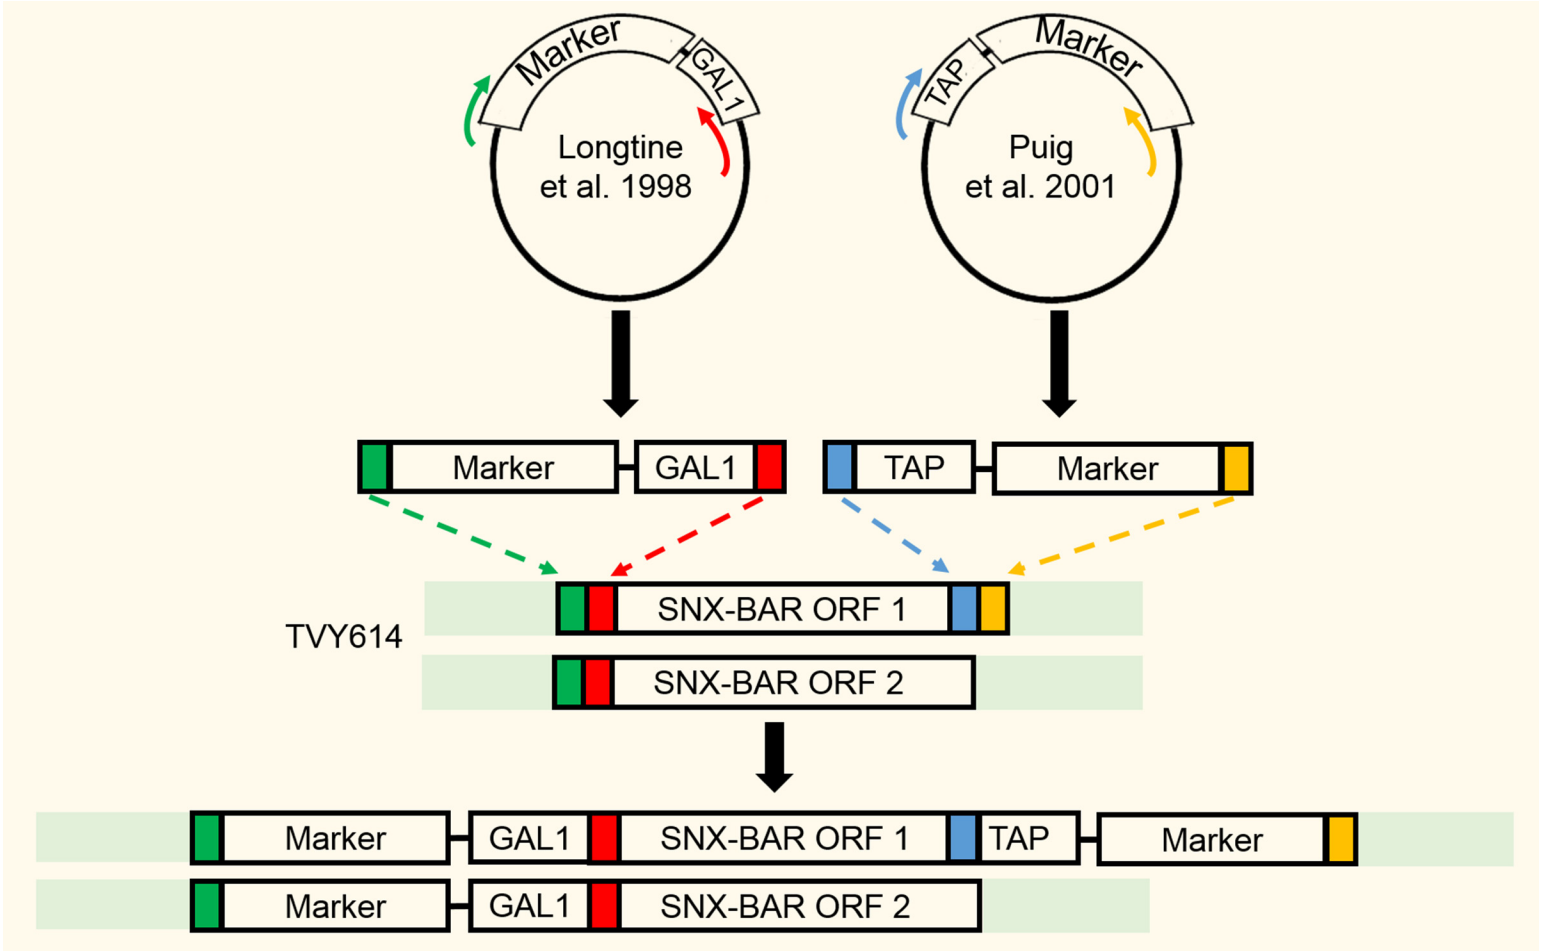 Marker
GAL1
Longtine
et al. 1998
TAP
Marker
Puig
et al. 2001
Marker
GAL1
TAP
Marker
TVY614
SNX-BAR ORF 1
SNX-BAR ORF 2
Marker
GAL1
SNX-BAR ORF 1
TAP
Marker
Marker
GAL1
SNX-BAR ORF 2